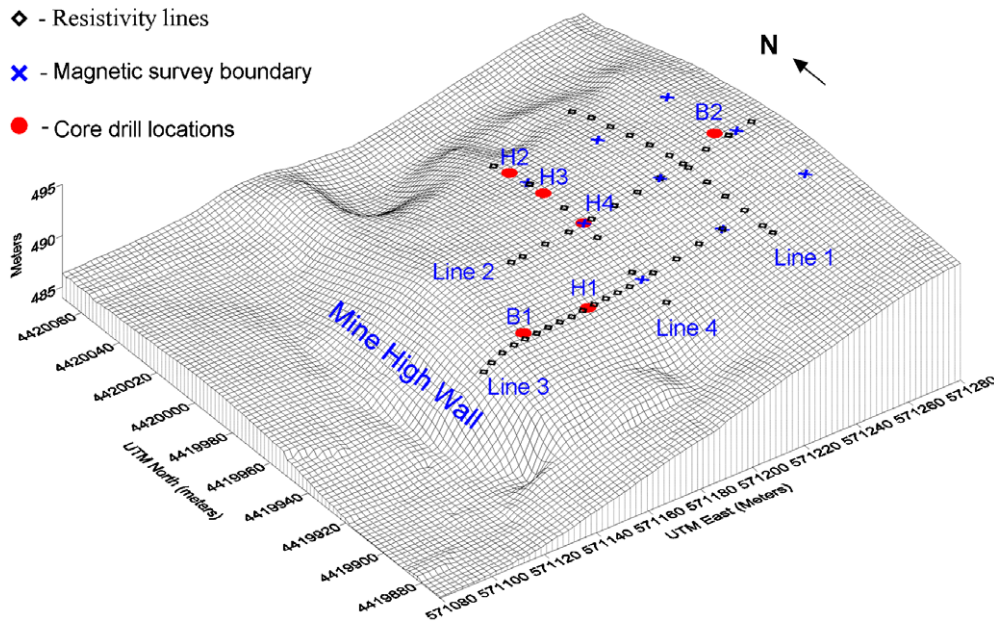 - Resistivity lines
- Magnetic survey boundary
- Core drill locations
N
B2
H2
H3
H4
Line 1
Line 2
H1
B1
Line 4
Line 3
Mine High Wall
495
490
485
Meters
4420060
4420040
4420020
4420000
4419980
4419960
4419940
4419920
4419900
4419880
UTM North (meters)
571080
571100
571120
571140
571160
571180
571200
571220
571240
571260
571280
UTM East (Meters)